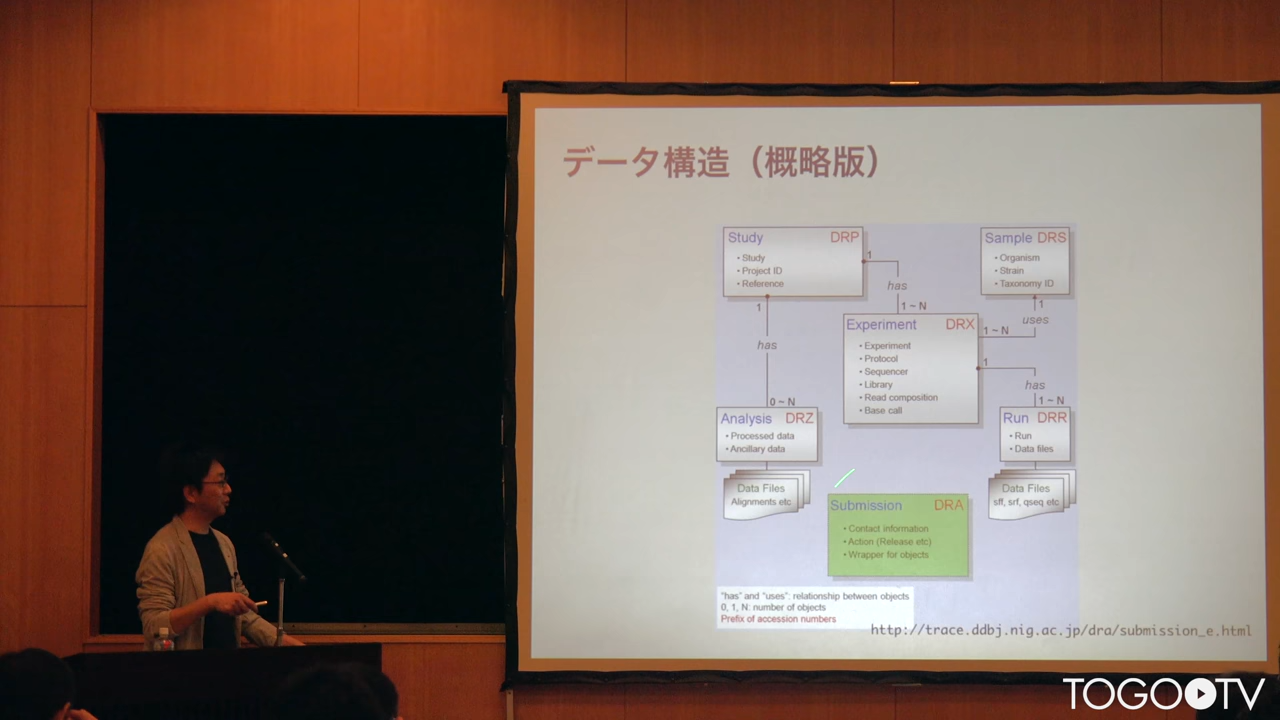 データ構造（概略版）
Study DRP
• Study
• Project ID
• Reference
Sample DRS
• Organism
• Strain
• Taxonomy ID
1
has
1 ~ N
1
has
0 ~ N
Experiment DRX
• Experiment
• Protocol
• Sequencer
• Library
• Read composition
• Base call
1
uses
1 ~ N
1
has
1 ~ N
Analysis DRZ
• Processed data
• Ancillary data
Data Files
Alignments etc
Run DRR
• Run
• Data files
Data Files
sff, srf, qseq etc
Submission DRA
• Contact information
• Action (Release etc)
• Wrapper for objects
"has" and "uses": relationship between objects
0, 1, N: number of objects
Prefix of accession numbers
http://trace.ddbj.nig.ac.jp/dra/submission_e.html
TOGO TV